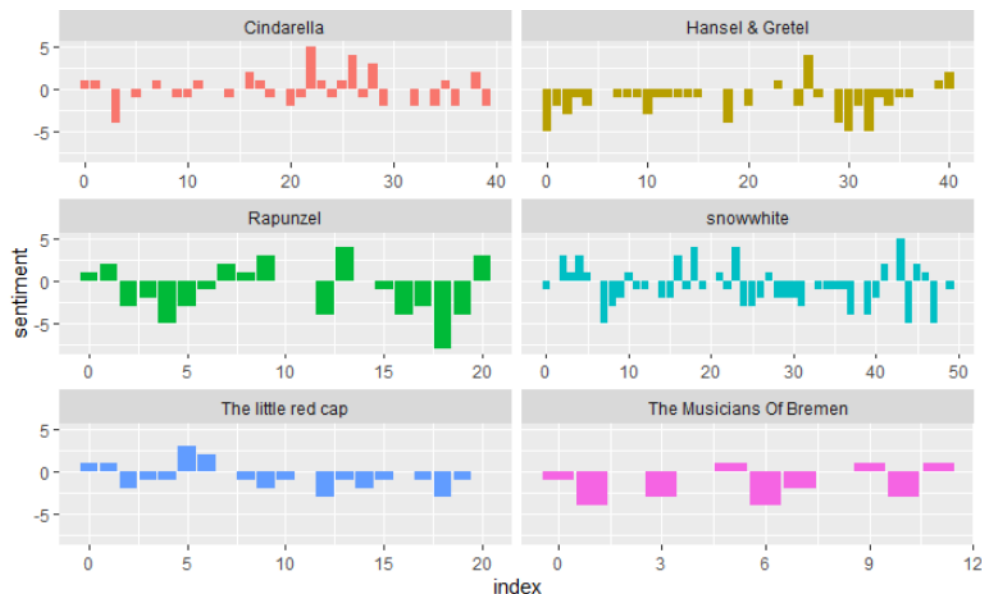 Cindarella
Hansel & Gretel
5
0
-5
0 10 20 30 40
0 10 20 30 40
Rapunzel
snowwhite
sentiment
5
0
-5
0 5 10 15 20
0 10 20 30 40 50
The little red cap
The Musicians Of Bremen
5
0
-5
0 5 10 15 20
0 3 6 9 12
index